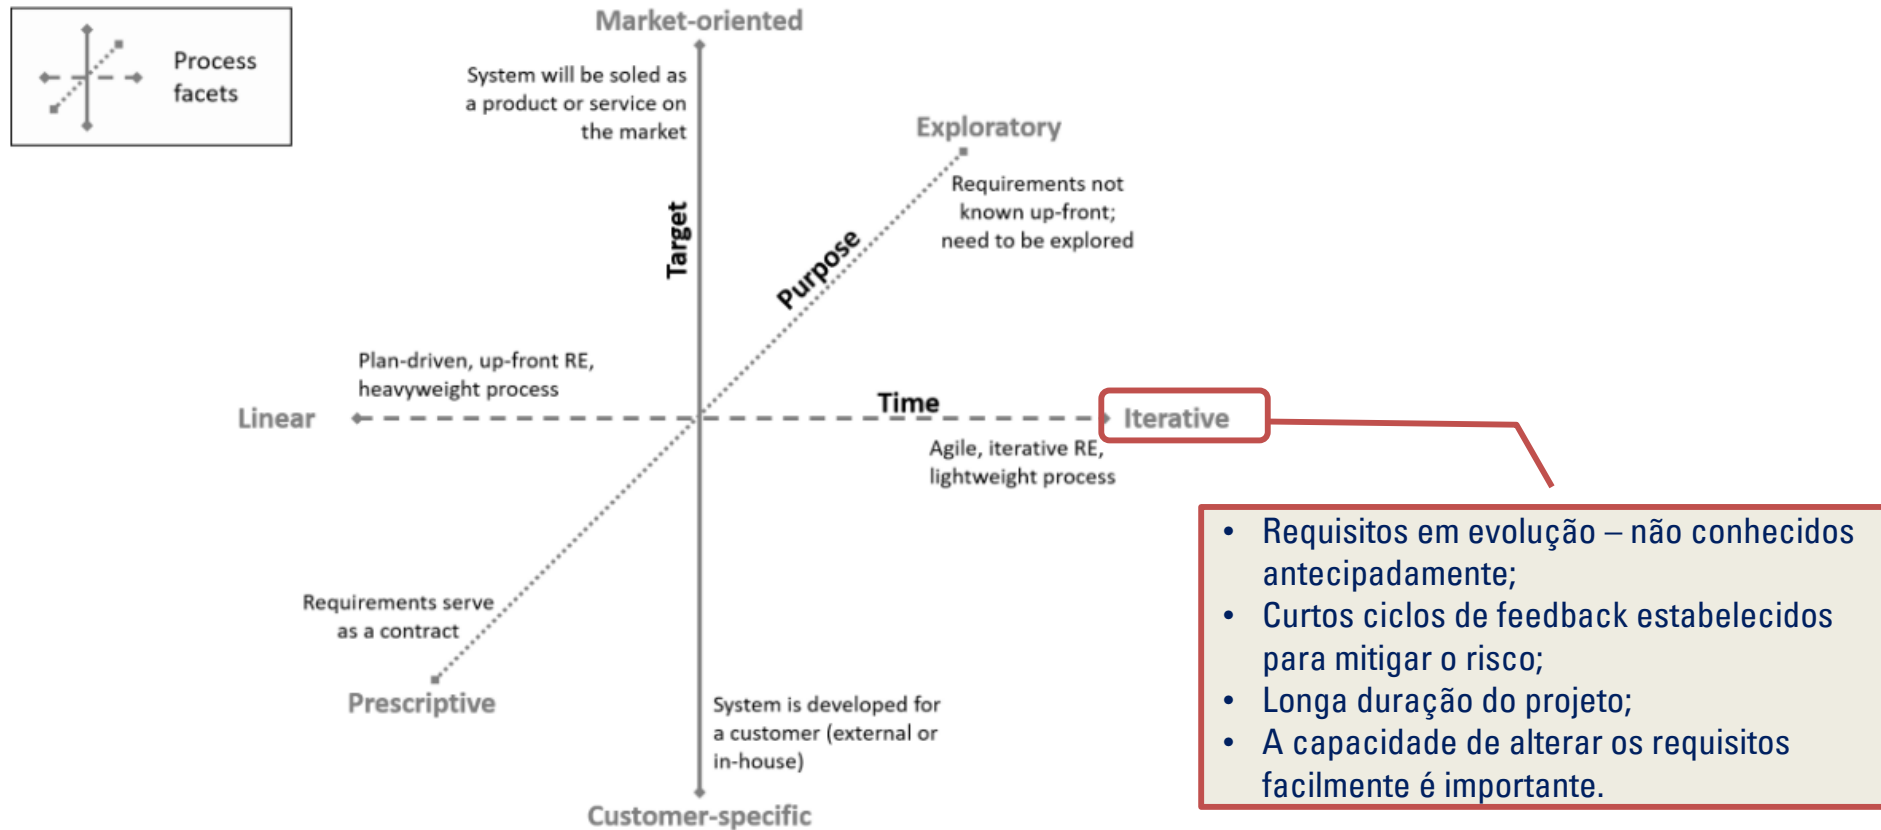 Process
facets
Market-oriented
System will be soled as
a product or service on
the market
Exploratory
Requirements not
known up-front;
need to be explored
Target
Purpose
Plan-driven, up-front RE,
heavyweight process
Linear
Time
Iterative
Agile, iterative RE,
lightweight process
• Requisitos em evolução – não conhecidos
antecipadamente;
• Curtos ciclos de feedback estabelecidos
para mitigar o risco;
• Longa duração do projeto;
• A capacidade de alterar os requisitos
facilmente é importante.
Requirements serve
as a contract
Prescriptive
System is developed for
a customer (external or
in-house)
Customer-specific